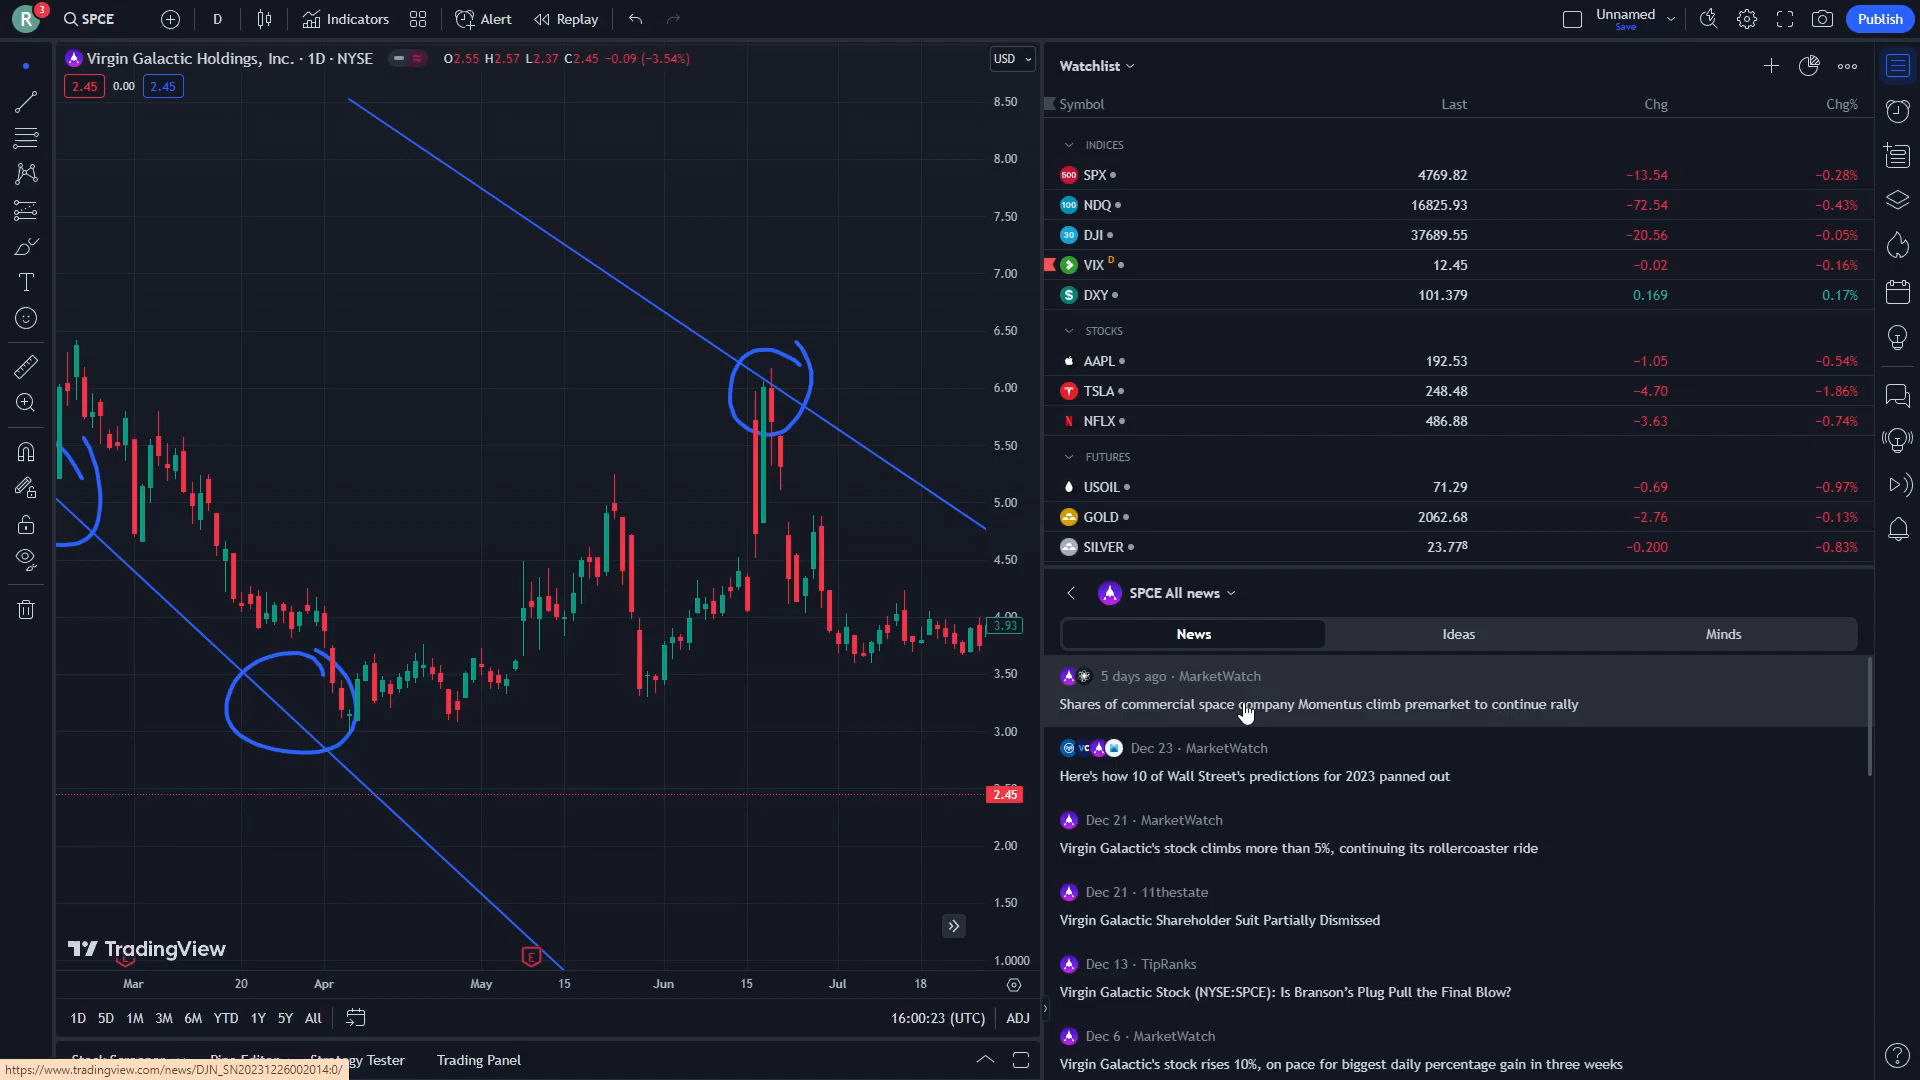 R 3 SPCE D Indicators Alert Replay Unnamed Save Publish
Virgin Galactic Holdings, Inc. · 1D · NYSE O2.55 H2.57 L2.37 C2.45 -0.09 (-3.54%) USD
2.45 0.00 2.45
8.50
8.00
7.50
7.00
6.50
6.00
5.50
5.00
4.50
4.00
3.93
3.50
3.00
2.45
2.00
1.50
1.0000
TradingView
E
Mar 20 Apr May 15 Jun 15 Jul 18
1D 5D 1M 3M 6M YTD 1Y 5Y All 16:00:23 (UTC) ADJ
Strategy Tester Trading Panel
https://www.tradingview.com/news/DJN_SN20231226002014:0/
Watchlist
Symbol Last Chg Chg%
INDICES
500 SPX 4769.82 −13.54 −0.28%
100 NDQ 16825.93 −72.54 −0.43%
30 DJI 37689.55 −20.56 −0.05%
VIX D 12.45 −0.02 −0.16%
$ DXY 101.379 0.169 0.17%
STOCKS
AAPL 192.53 −1.05 −0.54%
TSLA 248.48 −4.70 −1.86%
N NFLX 486.88 −3.63 −0.74%
FUTURES
USOIL 71.29 −0.69 −0.97%
GOLD 2062.68 −2.76 −0.13%
SILVER 23.778 −0.200 −0.83%
SPCE All news
News Ideas Minds
5 days ago · MarketWatch
Shares of commercial space company Momentus climb premarket to continue rally
VC Dec 23 · MarketWatch
Here's how 10 of Wall Street's predictions for 2023 panned out
Dec 21 · MarketWatch
Virgin Galactic's stock climbs more than 5%, continuing its rollercoaster ride
Dec 21 · 11thestate
Virgin Galactic Shareholder Suit Partially Dismissed
Dec 13 · TipRanks
Virgin Galactic Stock (NYSE:SPCE): Is Branson’s Plug Pull the Final Blow?
Dec 6 · MarketWatch
Virgin Galactic's stock rises 10%, on pace for biggest daily percentage gain in three weeks